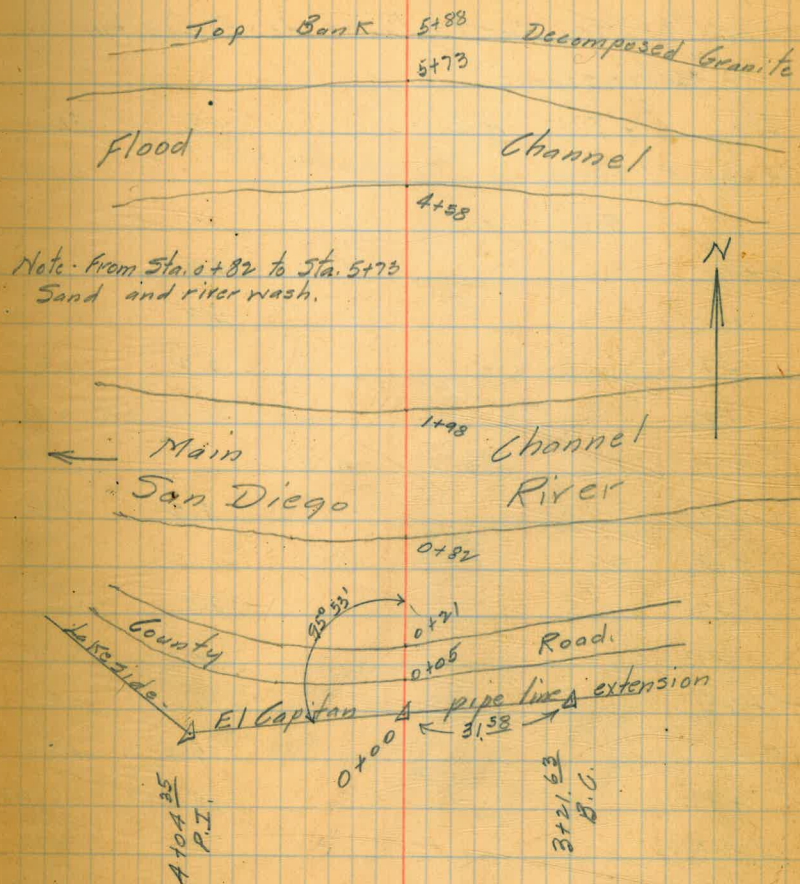 Top Bank 5+88 Decomposed Granite
5+73
Flood Channel
4+58
Note - From Sta. 0+82 to Sta. 5+73
Sand and river wash.
N
1+98
Main Channel
San Diego River
0+82
95° 53'
0+21
County Road.
0+05
Lakeside -
El Capitan pipe line extension
31.58
0+00
4+04.35
P.I.
3+21.63
B.C.